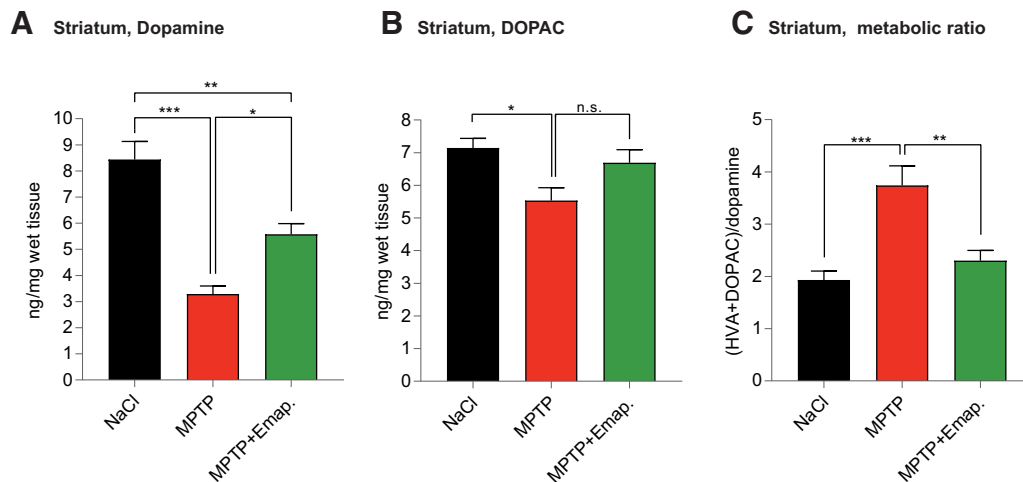 A Striatum, Dopamine
**
***
*
10
9
8
7
6
5
4
3
2
1
0
ng/mg wet tissue
NaCl
MPTP
MPTP+Emap.
B Striatum, DOPAC
*
n.s.
8
7
6
5
4
3
2
1
0
ng/mg wet tissue
NaCl
MPTP
MPTP+Emap.
C Striatum, metabolic ratio
***
**
5
4
3
2
1
0
(HVA+DOPAC)/dopamine
NaCl
MPTP
MPTP+Emap.